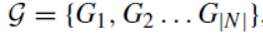 𝒢 = {G₁, G₂ … G|N|},